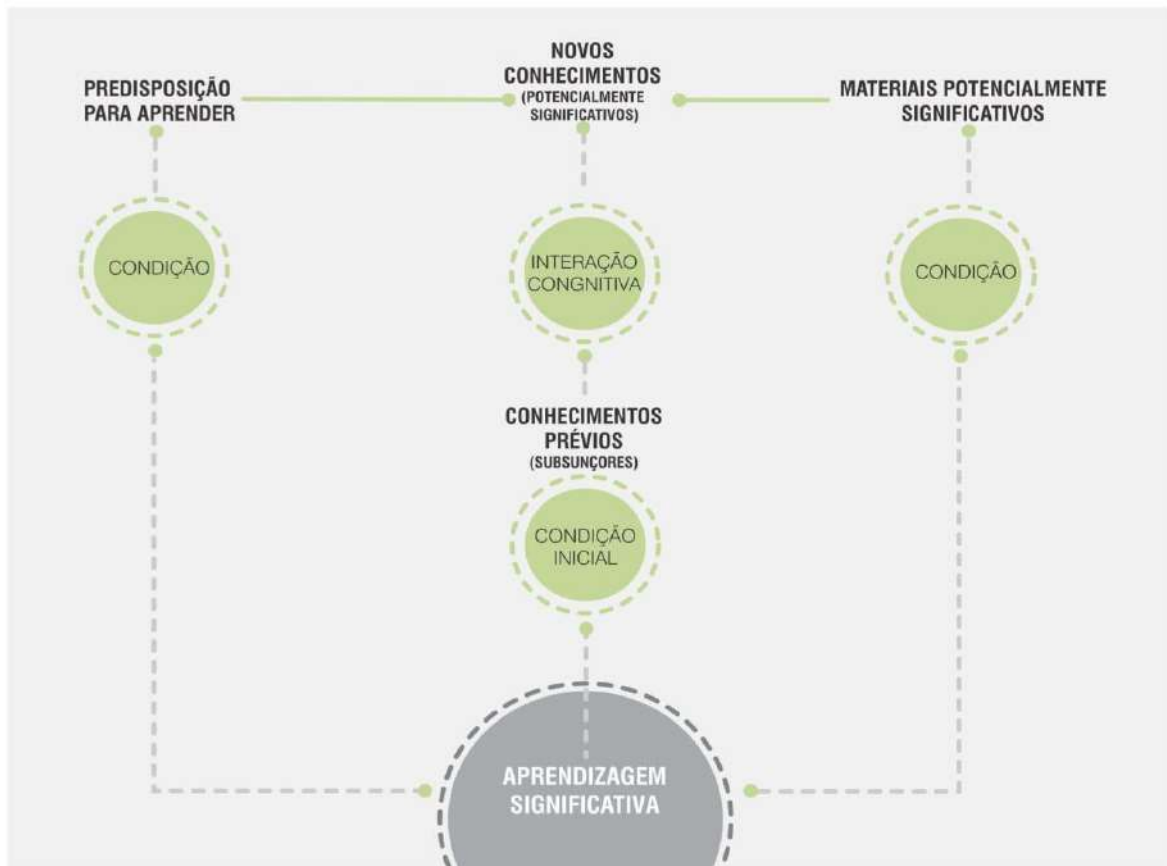 PREDISPOSIÇÃO
PARA APRENDER
NOVOS
CONHECIMENTOS
(POTENCIALMENTE
SIGNIFICATIVOS)
MATERIAIS POTENCIALMENTE
SIGNIFICATIVOS
CONDIÇÃO
INTERAÇÃO
CONGNITIVA
CONDIÇÃO
CONHECIMENTOS
PRÉVIOS
(SUBSUNÇORES)
CONDIÇÃO
INICIAL
APRENDIZAGEM
SIGNIFICATIVA